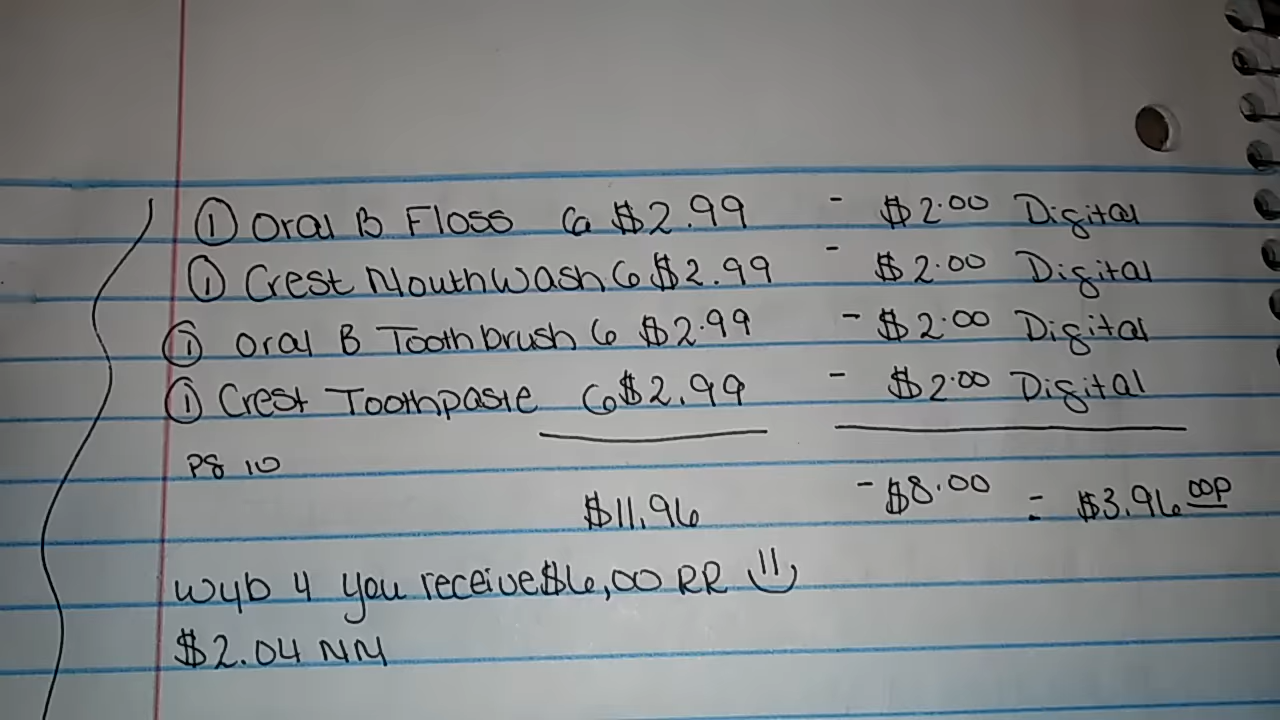 ① Oral B Floss @ $2.99 - $2.00 Digital
① Crest Mouthwash @ $2.99 - $2.00 Digital
① Oral B Toothbrush @ $2.99 - $2.00 Digital
① Crest Toothpaste @ $2.99 - $2.00 Digital
PG 10
$11.96 - $8.00 = $3.96 OOP
WYB 4 you receive $6.00 RR
$2.04 MM